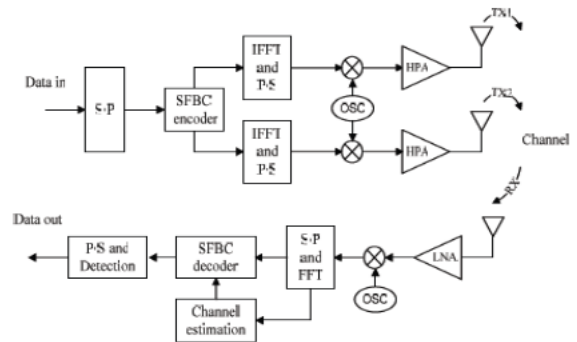 TX1
IFFT
and
P-S
HPA
Data in
S-P
SFBC
encoder
OSC
TX2
IFFT
and
P-S
HPA
Channel
RX
Data out
P-S and
Detection
SFBC
decoder
S-P
and
FFT
LNA
OSC
Channel
estimation